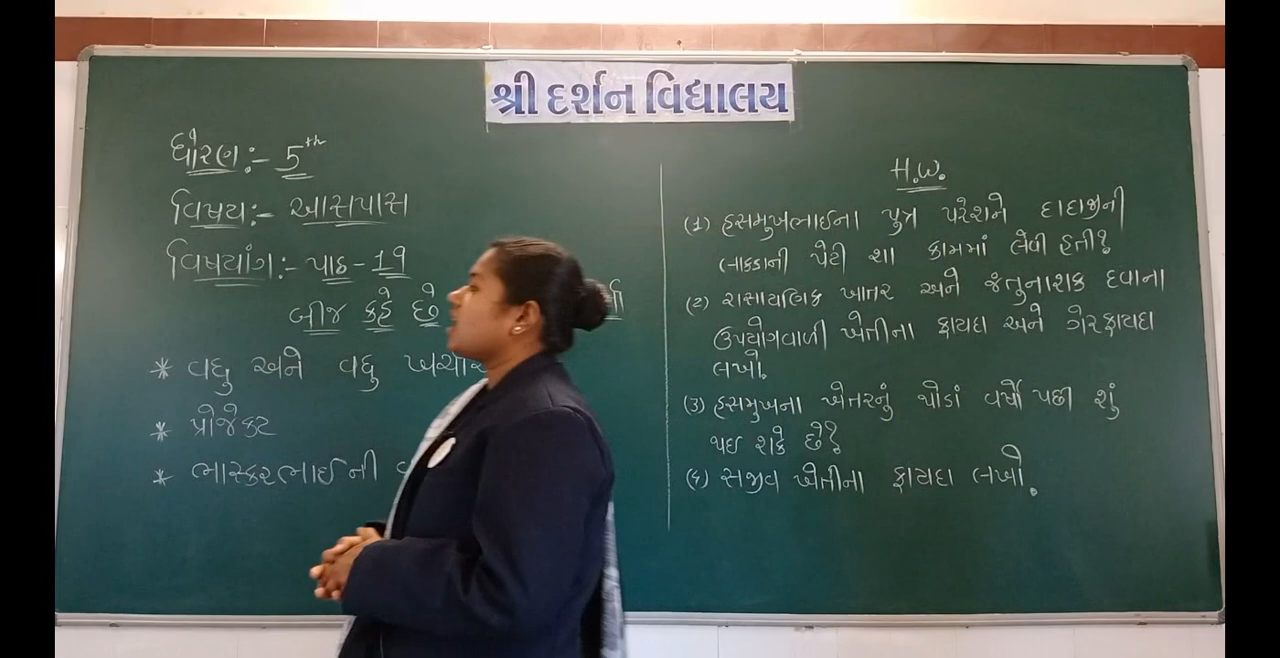 શ્રી દર્શન વિદ્યાલય
ધોરણ:- 5th
વિષય:- આસપાસ
વિષયાંગ:- પાઠ-19
બીજ કહે છે
* વધુ અને વધુ
* પ્રોજેક્ટ
* ભાસ્કરભાઈની
H.W.
(1) હસમુખભાઈના પુત્ર પરેશને દાદાજીની
લાકડાની પેટી શા કામમાં લેવી હતી?
(2) રાસાયણિક ખાતર અને જંતુનાશક દવાના
ઉપયોગવાળી ખેતીના ફાયદા અને ગેરફાયદા
લખો.
(3) હસમુખના ખેતરનું થોડાં વર્ષો પછી શું
થઇ શકે છે?
(૬) સજીવ ખેતીના ફાયદા લખો.